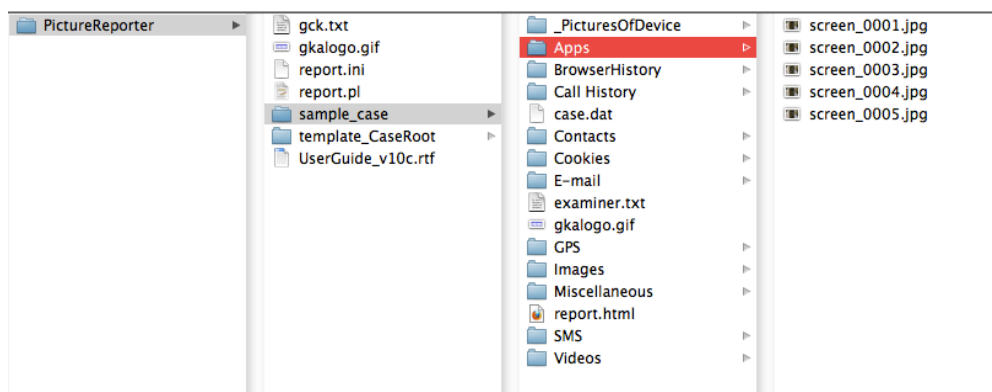 PictureReporter
gck.txt
gkalogo.gif
report.ini
report.pl
sample_case
template_CaseRoot
UserGuide_v10c.rtf
_PicturesOfDevice
Apps
BrowserHistory
Call History
case.dat
Contacts
Cookies
E-mail
examiner.txt
gkalogo.gif
GPS
Images
Miscellaneous
report.html
SMS
Videos
screen_0001.jpg
screen_0002.jpg
screen_0003.jpg
screen_0004.jpg
screen_0005.jpg